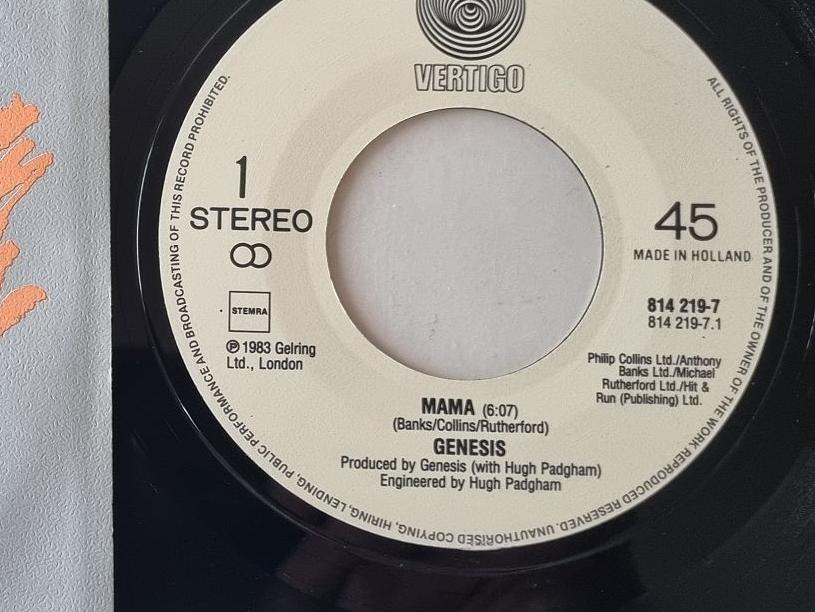 VERTIGO
1
STEREO
STEMRA
℗ 1983 Gelring
Ltd., London
45
MADE IN HOLLAND
814 219-7
814 219-7.1
Philip Collins Ltd./Anthony
Banks Ltd./Michael
Rutherford Ltd./Hit &
Run (Publishing) Ltd.
MAMA (6:07)
(Banks/Collins/Rutherford)
GENESIS
Produced by Genesis (with Hugh Padgham)
Engineered by Hugh Padgham
ALL RIGHTS OF THE PRODUCER AND OF THE OWNER OF THE WORK REPRODUCED RESERVED. UNAUTHORISED COPYING, HIRING, LENDING, PUBLIC PERFORMANCE AND BROADCASTING OF THIS RECORD PROHIBITED.